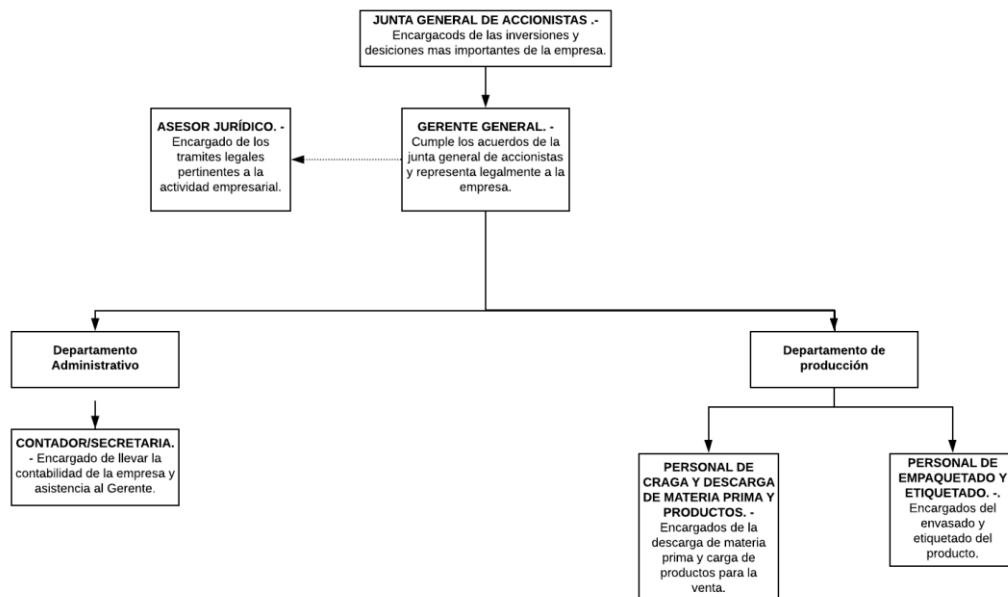 JUNTA GENERAL DE ACCIONISTAS .-
Encargacods de las inversiones y
desiciones mas importantes de la empresa.
ASESOR JURÍDICO. -
Encargado de los
tramites legales
pertinentes a la
actividad empresarial.
GERENTE GENERAL. -
Cumple los acuerdos de la
junta general de accionistas
y representa legalmente a la
empresa.
Departamento
Administrativo
Departamento de
producción
CONTADOR/SECRETARIA.
- Encargado de llevar la
contabilidad de la empresa y
asistencia al Gerente.
PERSONAL DE
CRAGA Y DESCARGA
DE MATERIA PRIMA Y
PRODUCTOS. -
Encargados de la
descarga de materia
prima y carga de
productos para la
venta.
PERSONAL DE
EMPAQUETADO Y
ETIQUETADO. -.
Encargados del
envasado y
etiquetado del
producto.